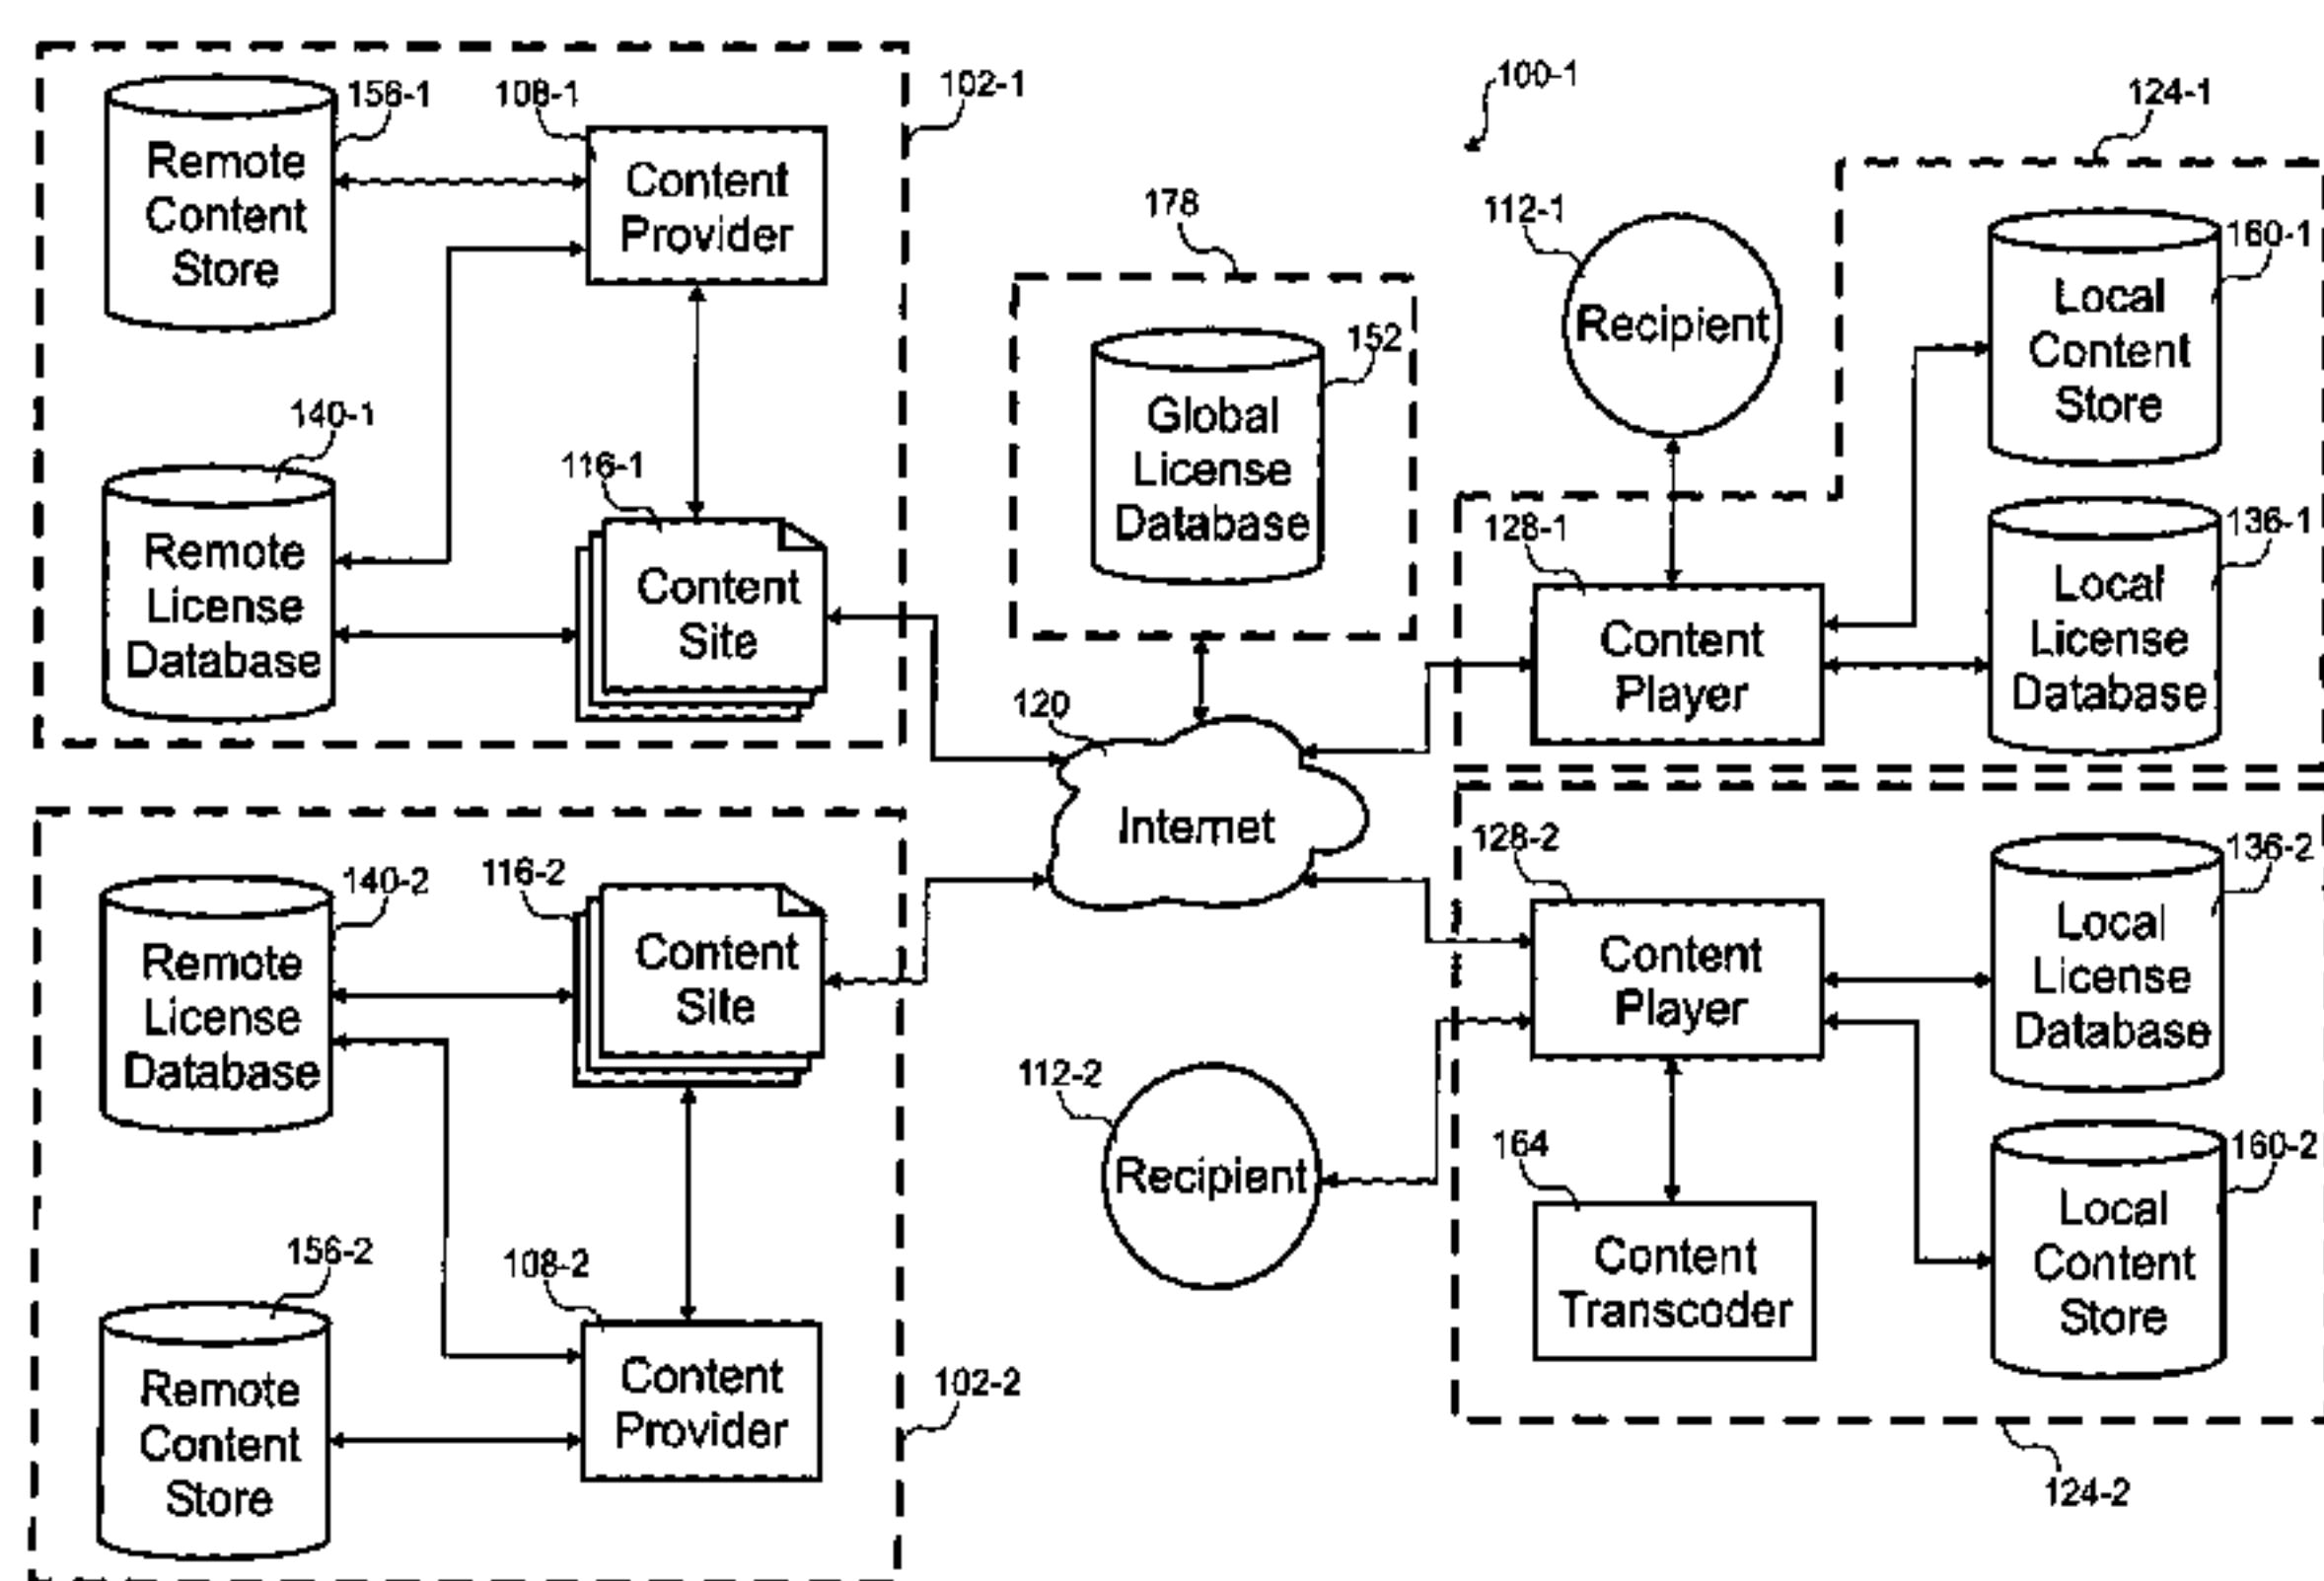 156-1
108-1
102-1
Remote
Content
Store
Content
Provider
140-1
116-1
Remote
License
Database
Content
Site
100-1
178
152
Global
License
Database
120
Internet
112-1
Recipient
124-1
160-1
Local
Content
Store
128-1
Content
Player
136-1
Local
License
Database
140-2
116-2
Remote
License
Database
Content
Site
156-2
108-2
Remote
Content
Store
Content
Provider
102-2
112-2
Recipient
128-2
Content
Player
136-2
Local
License
Database
164
Content
Transcoder
160-2
Local
Content
Store
124-2